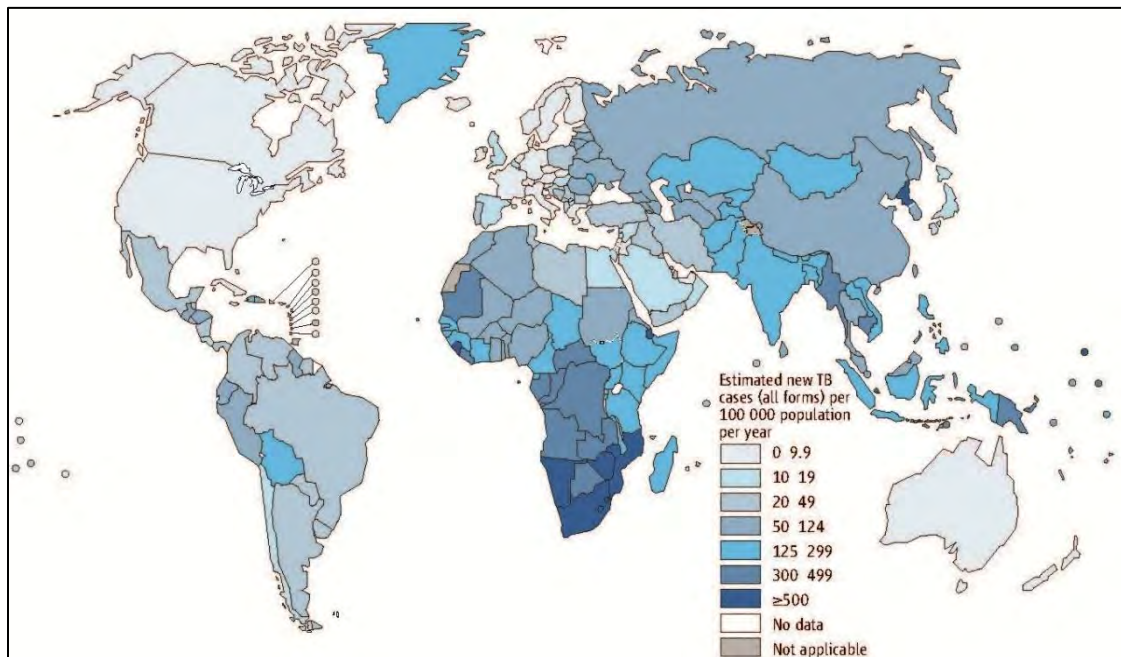 Estimated new TB
cases (all forms) per
100 000 population
per year
0 9.9
10 19
20 49
50 124
125 299
300 499
≥500
No data
Not applicable